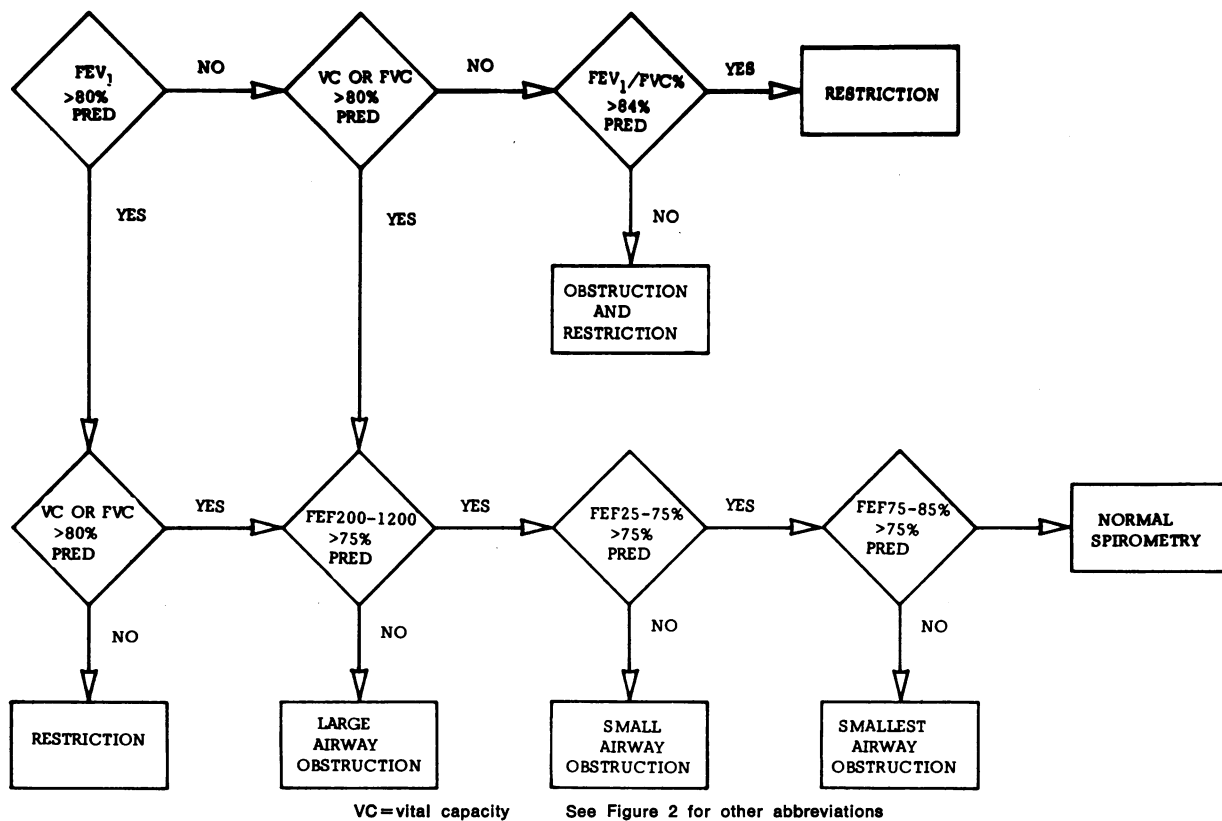 FEV1
>80%
PRED
NO
VC OR FVC
>80%
PRED
NO
FEV1/FVC%
>84%
PRED
YES
RESTRICTION
YES
YES
NO
OBSTRUCTION
AND
RESTRICTION
VC OR FVC
>80%
PRED
YES
FEF200-1200
>75%
PRED
YES
FEF25-75%
>75%
PRED
YES
FEF75-85%
>75%
PRED
NORMAL
SPIROMETRY
NO
NO
NO
NO
RESTRICTION
LARGE
AIRWAY
OBSTRUCTION
SMALL
AIRWAY
OBSTRUCTION
SMALLEST
AIRWAY
OBSTRUCTION
VC=vital capacity See Figure 2 for other abbreviations